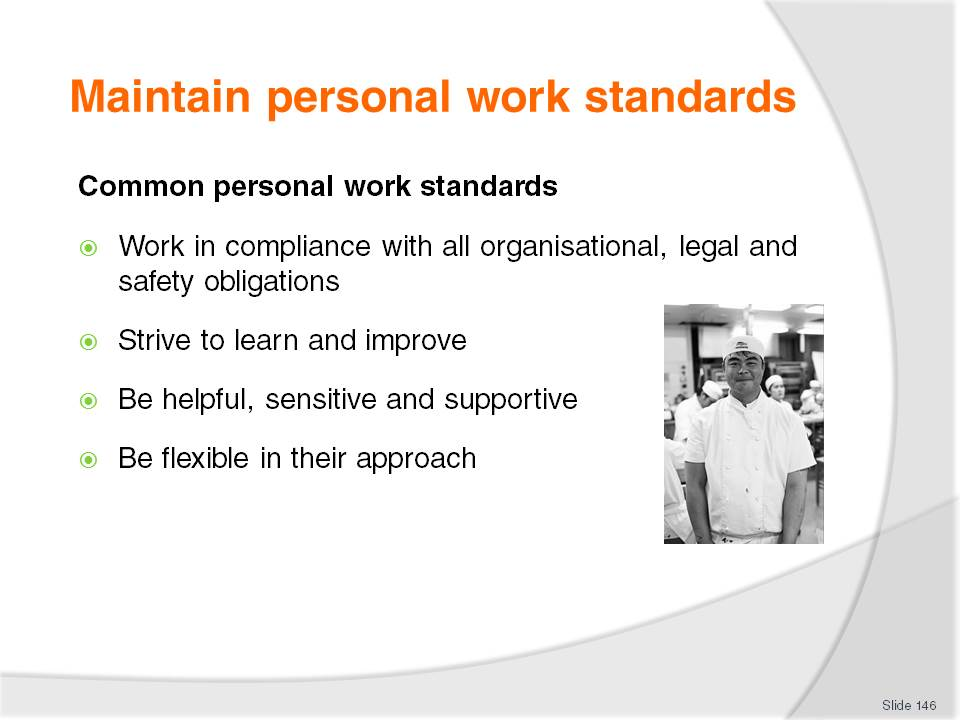 Maintain personal work standards
Common personal work standards
Work in compliance with all organisational, legal and
safety obligations
Strive to learn and improve
Be helpful, sensitive and supportive
Be flexible in their approach
Slide 146